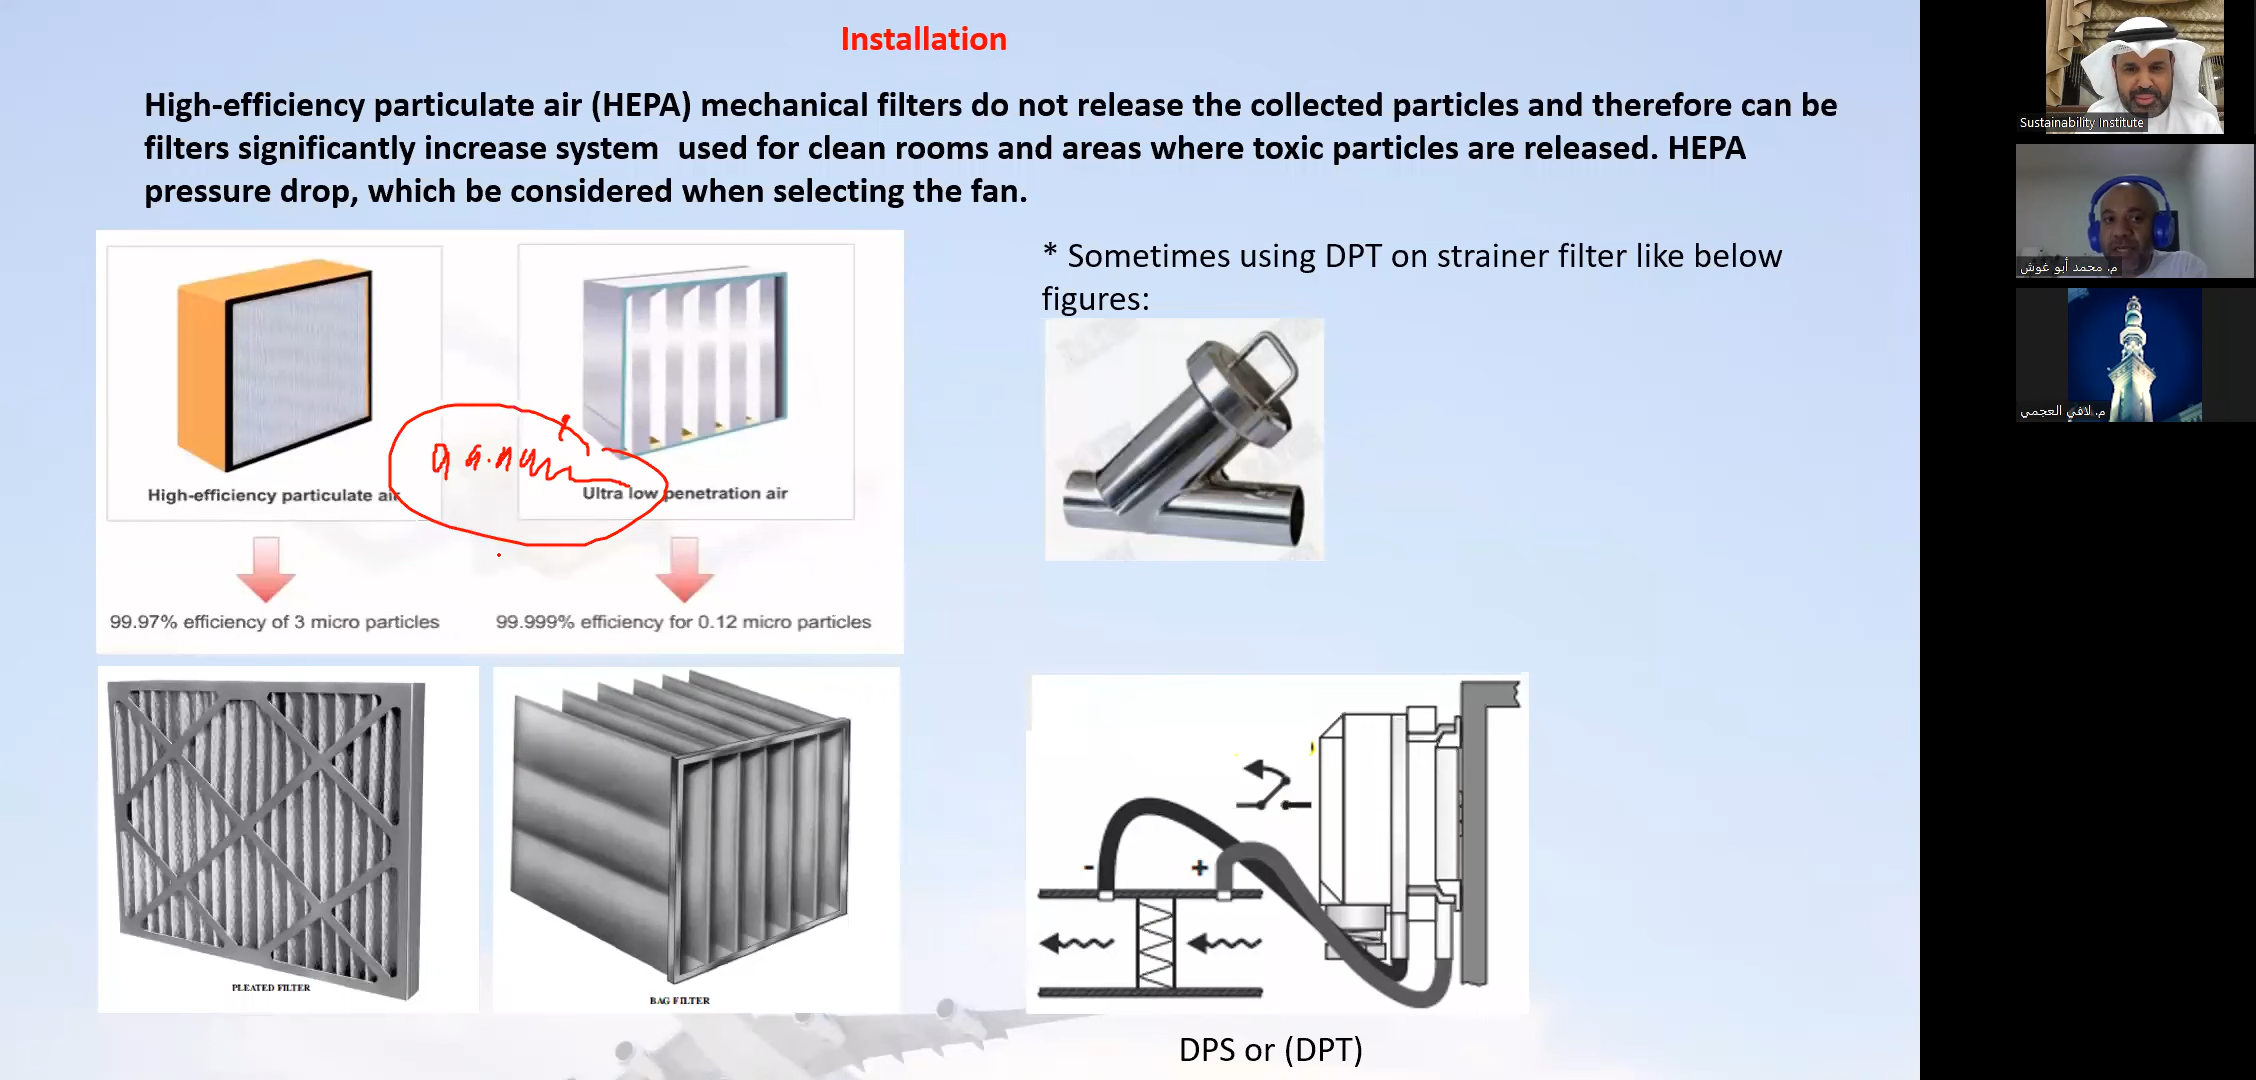 Installation
High-efficiency particulate air (HEPA) mechanical filters do not release the collected particles and therefore can be
filters significantly increase system used for clean rooms and areas where toxic particles are released. HEPA
pressure drop, which be considered when selecting the fan.
* Sometimes using DPT on strainer filter like below
figures:
High-efficiency particulate air
Ultra low penetration air
99.97% efficiency of 3 micro particles
99.999% efficiency for 0.12 micro particles
PLEATED FILTER
BAG FILTER
- +
DPS or (DPT)
Sustainability Institute
م. محمد أبو غوش
م. لافي العجمي